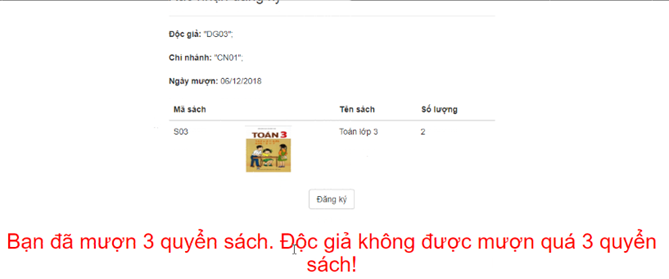 Độc giả: "DG03";
Chi nhánh: "CN01";
Ngày mượn: 06/12/2018
Mã sách Tên sách Số lượng
S03 TOÁN 3 Toán lớp 3 2
Đăng ký
Bạn đã mượn 3 quyển sách. Độc giả không được mượn quá 3 quyển
sách!